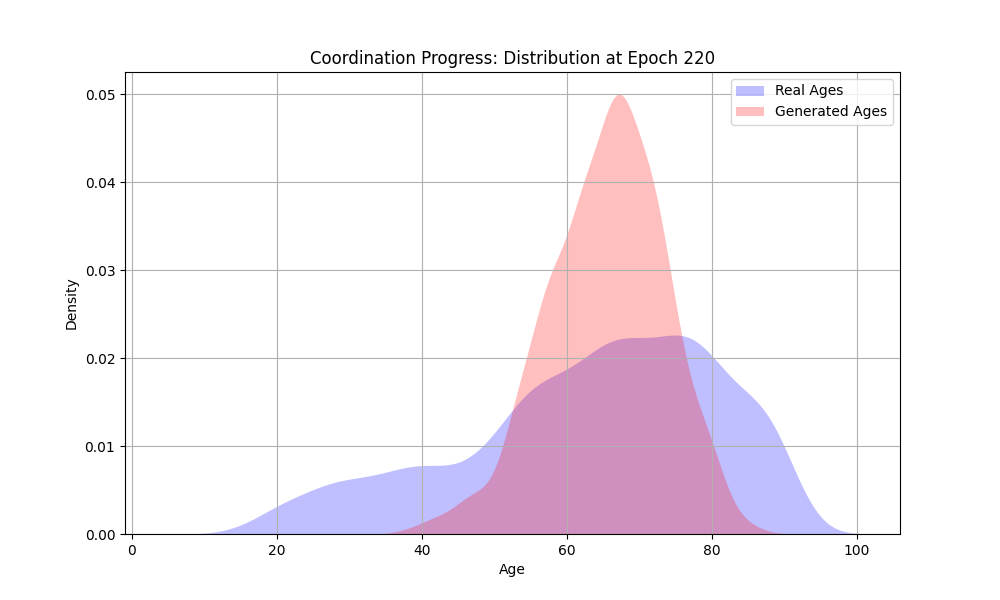 Coordination Progress: Distribution at Epoch 220
Real Ages
Generated Ages
0.05
0.04
0.03
0.02
0.01
0.00
Density
0 20 40 60 80 100
Age